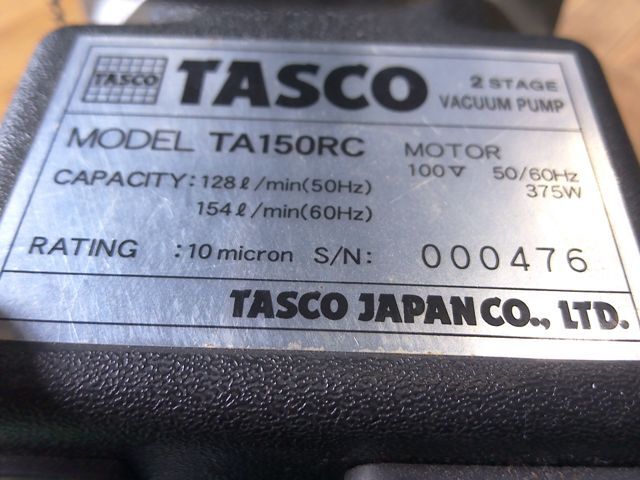 TASCO
TASCO
2 STAGE
VACUUM PUMP
MODEL TA150RC
MOTOR
100V 50/60Hz
375W
CAPACITY:128ℓ/min(50Hz)
154ℓ/min(60Hz)
RATING :10 micron S/N: 000476
TASCO JAPAN CO., LTD.